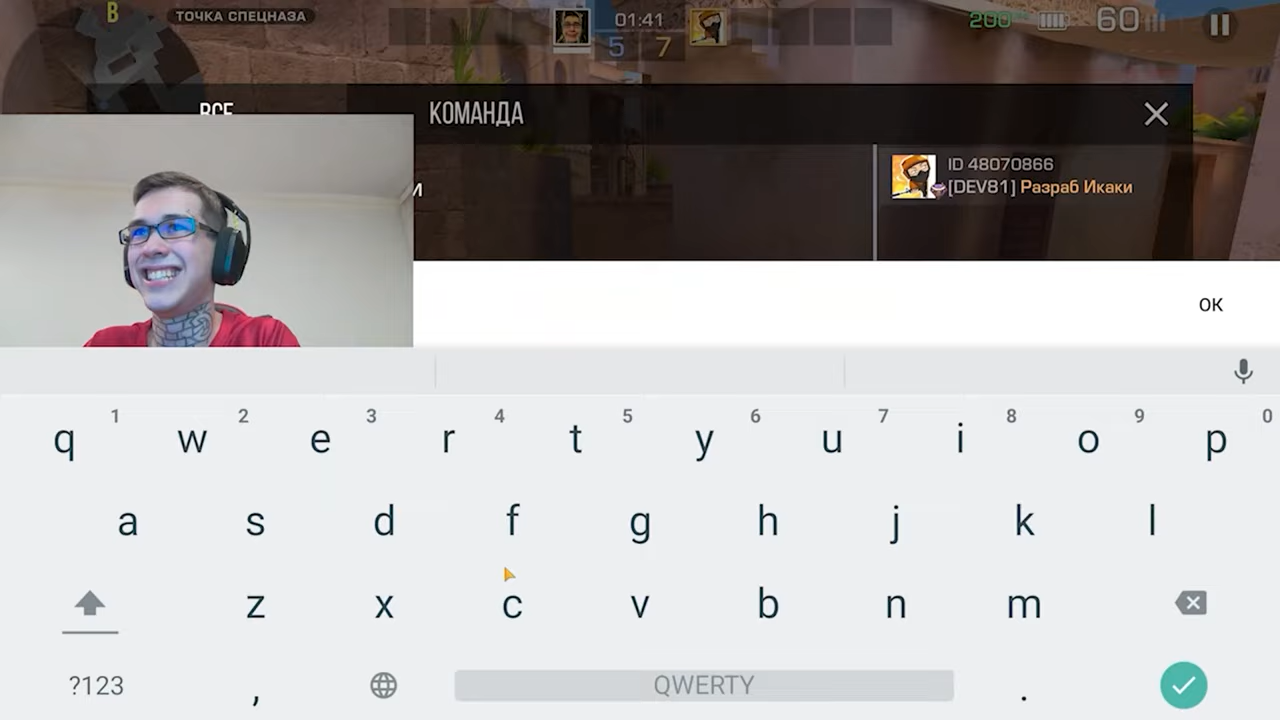 B
ТОЧКА СПЕЦНАЗА
01:41
5 7
200
60
ВСЕ
КОМАНДА
И
ID 48070866
[DEV81] Разраб Икаки
OK
1 2 3 4 5 6 7 8 9 0
q w e r t y u i o p
a s d f g h j k l
z x c v b n m
?123 , QWERTY .